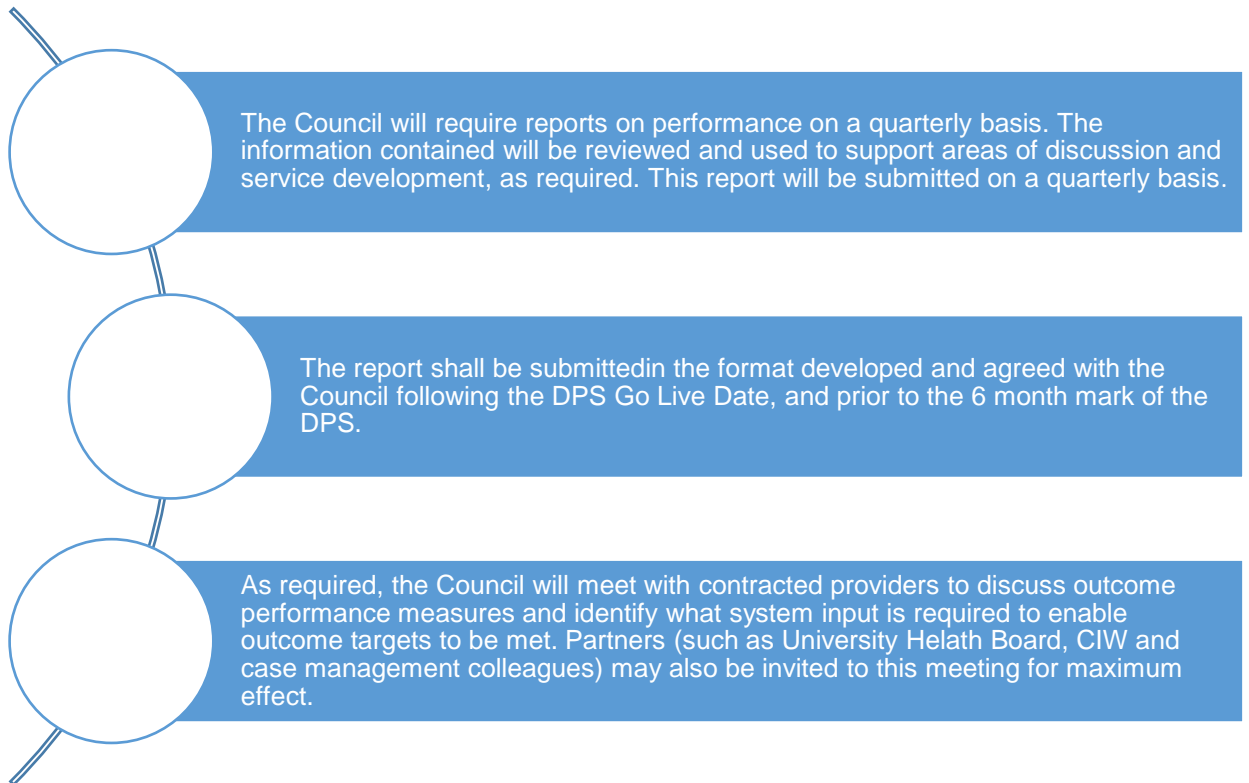 The Council will require reports on performance on a quarterly basis. The
information contained will be reviewed and used to support areas of discussion and
service development, as required. This report will be submitted on a quarterly basis.
The report shall be submittedin the format developed and agreed with the
Council following the DPS Go Live Date, and prior to the 6 month mark of the
DPS.
As required, the Council will meet with contracted providers to discuss outcome
performance measures and identify what system input is required to enable
outcome targets to be met. Partners (such as University Helath Board, CIW and
case management colleagues) may also be invited to this meeting for maximum
effect.